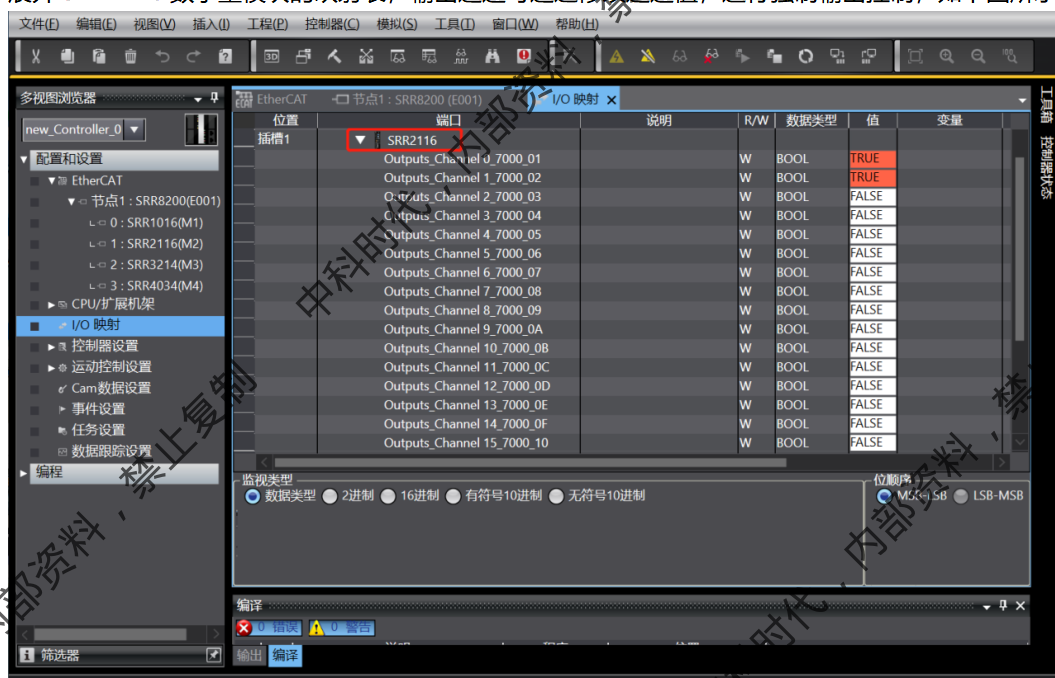 文件(F) 编辑(E) 视图(V) 插入(I) 工程(P) 控制器(C) 模拟(S) 工具(T) 窗口(W) 帮助(H)
多视图浏览器
EtherCAT 节点1 : SRR8200 (E001) I/O 映射
new_Controller_0
位置 端口 说明 R/W 数据类型 值 变量
插槽1 SRR2116
Outputs_Channel 0_7000_01 W BOOL TRUE
Outputs_Channel 1_7000_02 W BOOL TRUE
Outputs_Channel 2_7000_03 W BOOL FALSE
Outputs_Channel 3_7000_04 W BOOL FALSE
Outputs_Channel 4_7000_05 W BOOL FALSE
Outputs_Channel 5_7000_06 W BOOL FALSE
Outputs_Channel 6_7000_07 W BOOL FALSE
Outputs_Channel 7_7000_08 W BOOL FALSE
Outputs_Channel 8_7000_09 W BOOL FALSE
Outputs_Channel 9_7000_0A W BOOL FALSE
Outputs_Channel 10_7000_0B W BOOL FALSE
Outputs_Channel 11_7000_0C W BOOL FALSE
Outputs_Channel 12_7000_0D W BOOL FALSE
Outputs_Channel 13_7000_0E W BOOL FALSE
Outputs_Channel 14_7000_0F W BOOL FALSE
Outputs_Channel 15_7000_10 W BOOL FALSE
配置和设置
EtherCAT
节点1 : SRR8200(E001)
0 : SRR1016(M1)
1 : SRR2116(M2)
2 : SRR3214(M3)
3 : SRR4034(M4)
CPU/扩展机架
I/O 映射
控制器设置
运动控制设置
Cam数据设置
事件设置
任务设置
数据跟踪设置
编程
监视类型
数据类型 2进制 16进制 有符号10进制 无符号10进制
位顺序
MSB-LSB LSB-MSB
编译
0 错误 0 警告
输出 编译
筛选器
工具箱
控制器状态
中科时代，内部资料，禁
内部资料，禁止复制